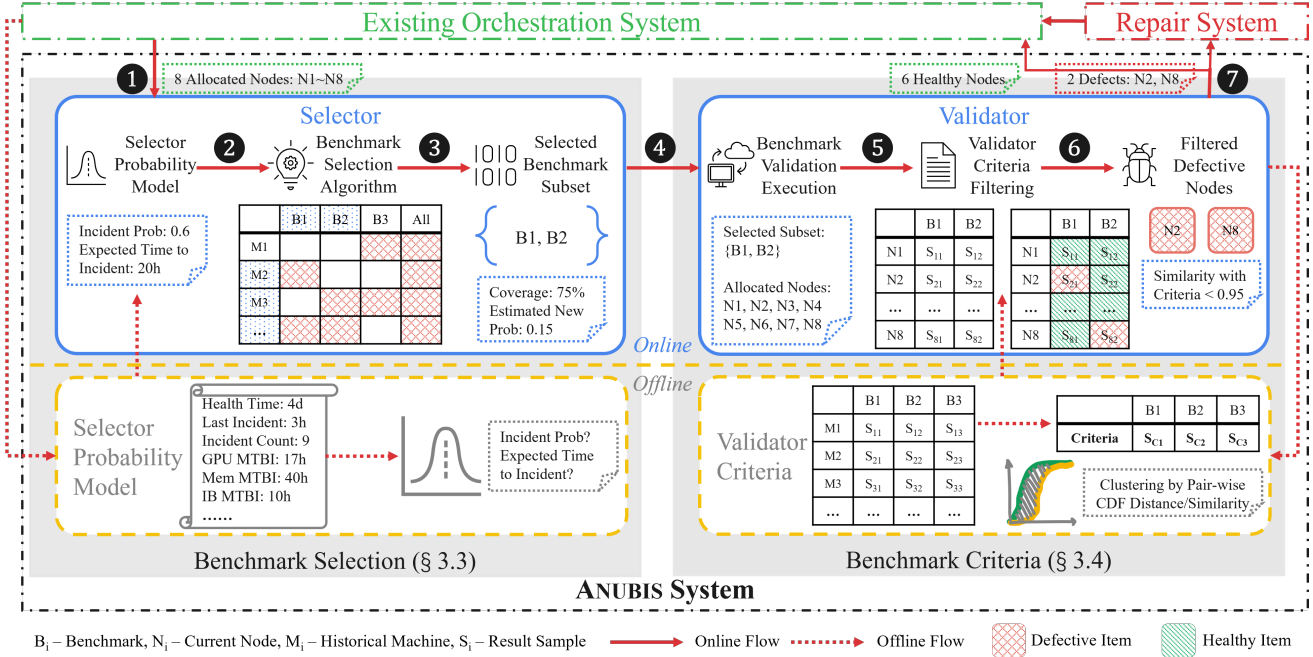 Existing Orchestration System
Repair System
1
8 Allocated Nodes: N1~N8
6 Healthy Nodes
2 Defects: N2, N8
7
Selector
Selector
Probability
Model
2
Benchmark
Selection
Algorithm
3
Selected
Benchmark
Subset
4
Incident Prob: 0.6
Expected Time to
Incident: 20h
B1 B2 B3 All
M1
M2
M3
...
B1, B2
Coverage: 75%
Estimated New
Prob: 0.15
Validator
Benchmark
Validation
Execution
5
Validator
Criteria
Filtering
6
Filtered
Defective
Nodes
Selected Subset:
{B1, B2}
Allocated Nodes:
N1, N2, N3, N4
N5, N6, N7, N8
B1 B2
N1 S11 S12
N2 S21 S22
... ... ...
N8 S81 S82
B1 B2
N1 S11 S12
N2 S21 S22
... ... ...
N8 S81 S82
N2 N8
Similarity with
Criteria < 0.95
Online
Offline
Selector
Probability
Model
Health Time: 4d
Last Incident: 3h
Incident Count: 9
GPU MTBI: 17h
Mem MTBI: 40h
IB MTBI: 10h
......
Incident Prob?
Expected Time
to Incident?
Validator
Criteria
B1 B2 B3
M1 S11 S12 S13
M2 S21 S22 S23
M3 S31 S32 S33
... ... ... ...
B1 B2 B3
Criteria SC1 SC2 SC3
Clustering by Pair-wise
CDF Distance/Similarity
Benchmark Selection (§ 3.3)
Benchmark Criteria (§ 3.4)
ANUBIS System
Bi – Benchmark, Ni – Current Node, Mi – Historical Machine, Si – Result Sample
Online Flow
Offline Flow
Defective Item
Healthy Item